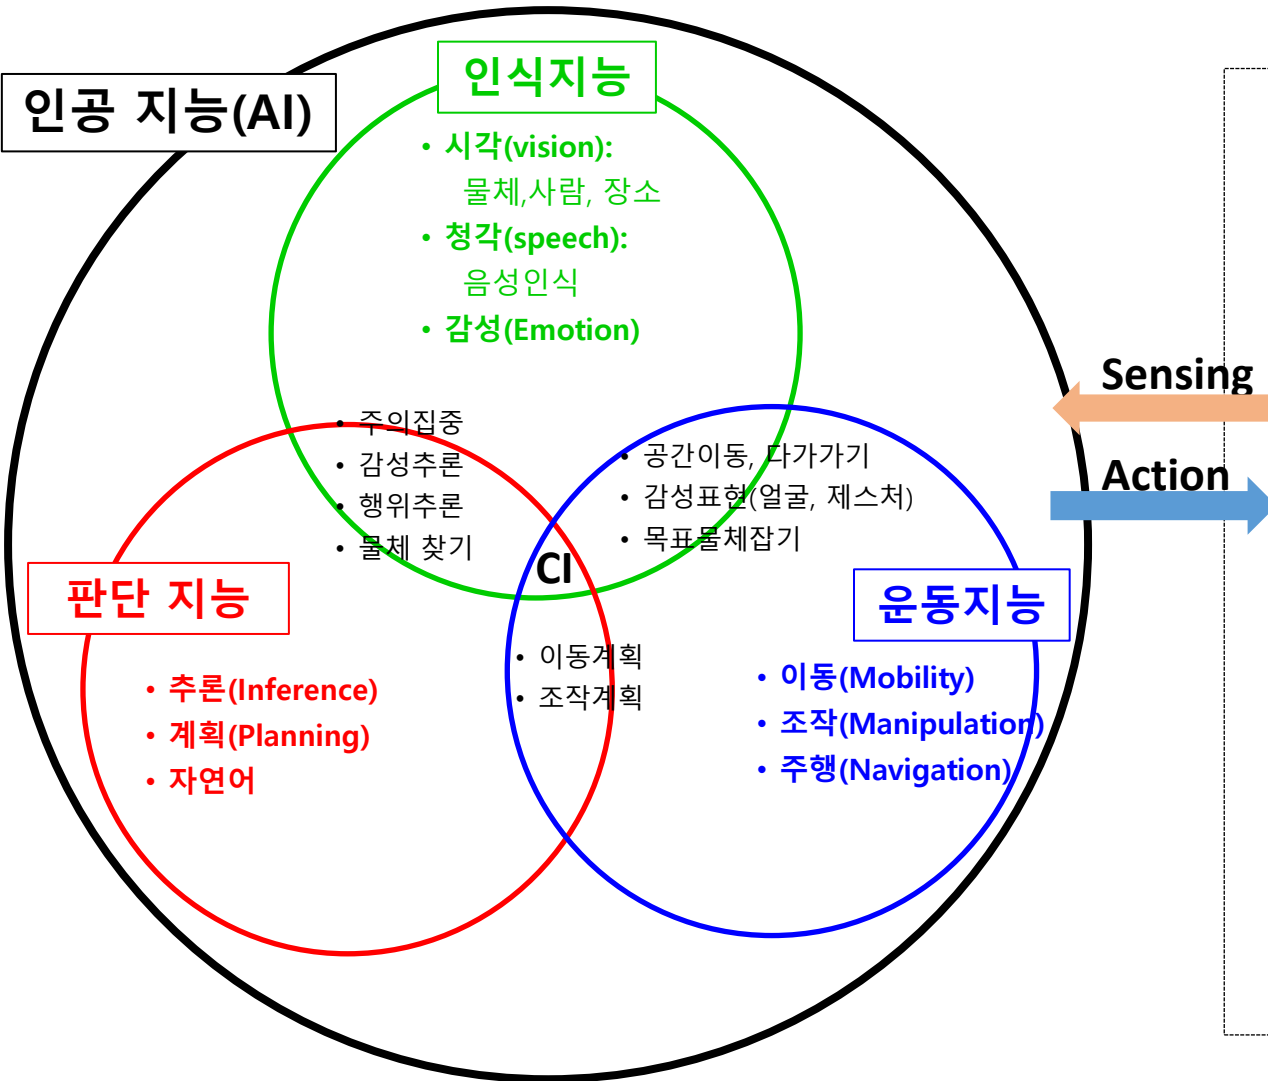 인공 지능(AI)
인식지능
• 시각(vision):
물체,사람, 장소
• 청각(speech):
음성인식
• 감성(Emotion)
• 주의집중
• 감성추론
• 행위추론
• 물체 찾기
• 공간이동, 다가가기
• 감성표현(얼굴, 제스처)
• 목표물체잡기
CI
Sensing
Action
판단 지능
• 추론(Inference)
• 계획(Planning)
• 자연어
• 이동계획
• 조작계획
운동지능
• 이동(Mobility)
• 조작(Manipulation)
• 주행(Navigation)